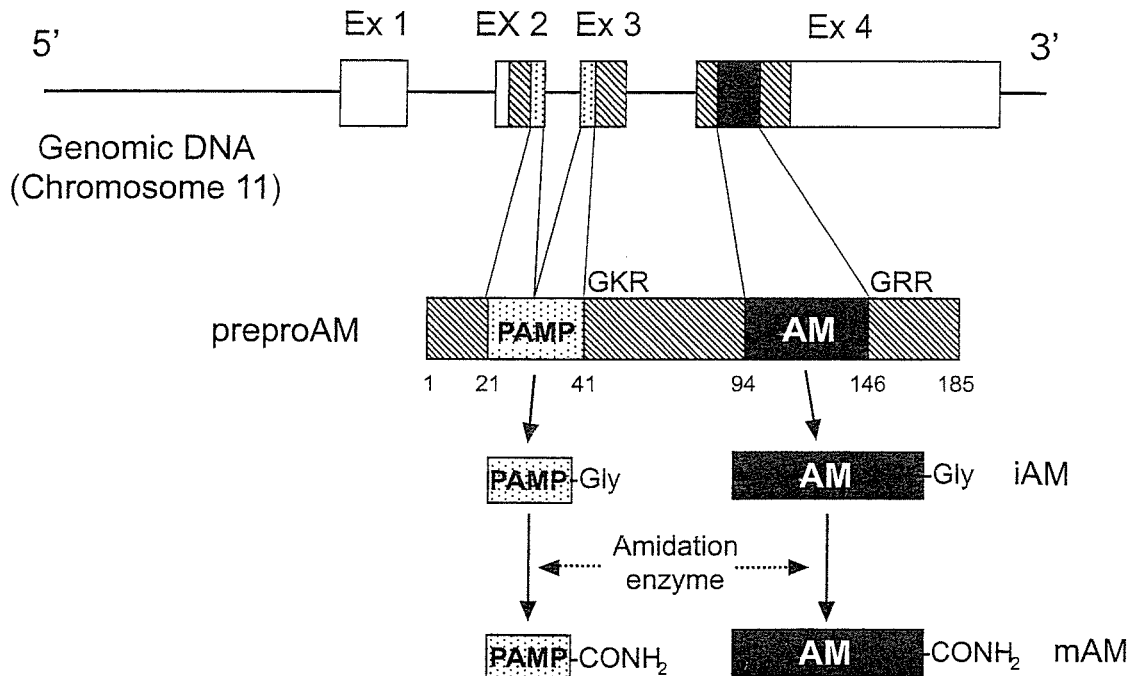 Ex 1
EX 2
Ex 3
Ex 4
5’
3’
Genomic DNA
(Chromosome 11)
GKR
GRR
preproAM
PAMP
AM
1
21
41
94
146
185
PAMP-Gly
AM-Gly
iAM
Amidation
enzyme
PAMP-CONH₂
AM-CONH₂
mAM